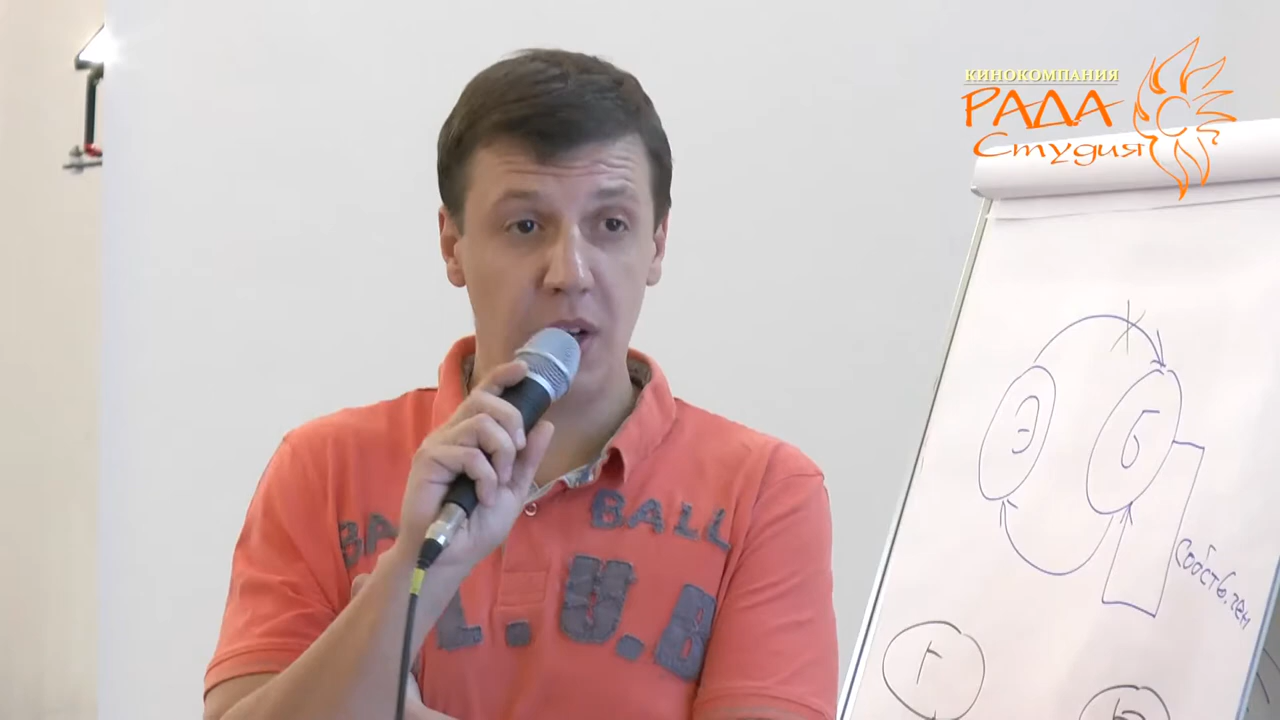 КИНОКОМПАНИЯ
РАДА
Студия
BALL
Э
Б
Собств. ген
Г